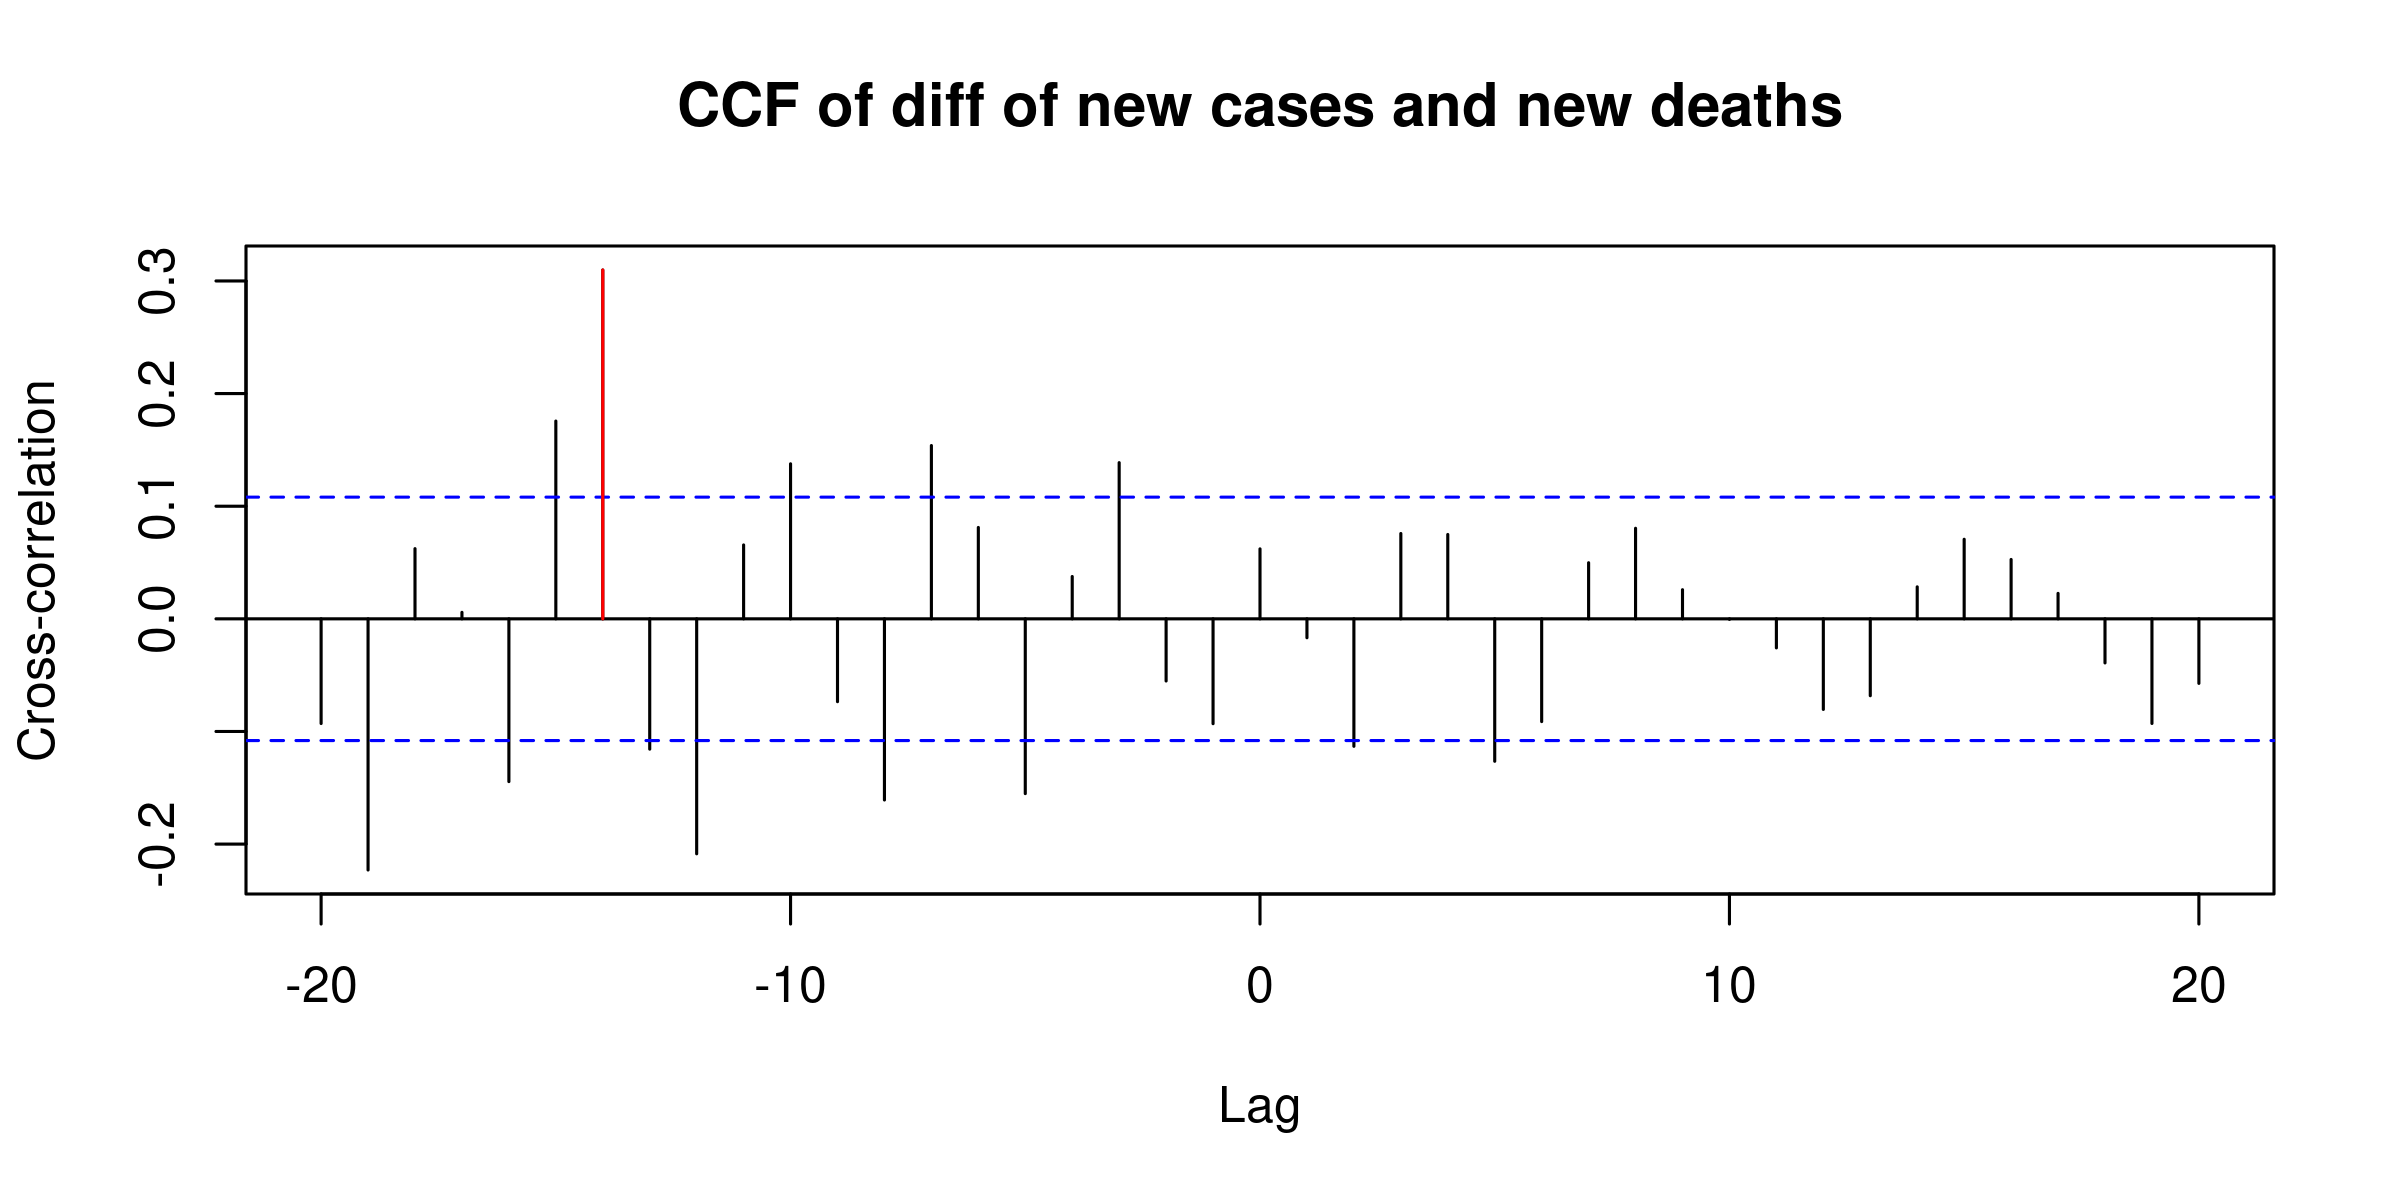 CCF of diff of new cases and new deaths
Cross-correlation
0.3
0.2
0.1
0.0
-0.2
-20 -10 0 10 20
Lag